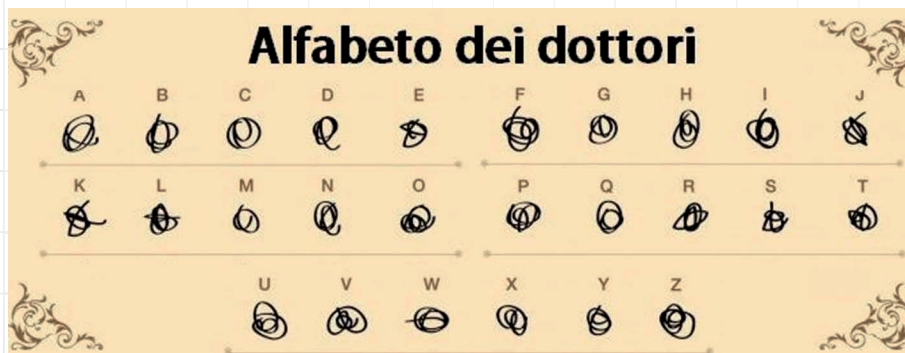 Alfabeto dei dottori
A B C D E F G H I J
K L M N O P Q R S T
U V W X Y Z